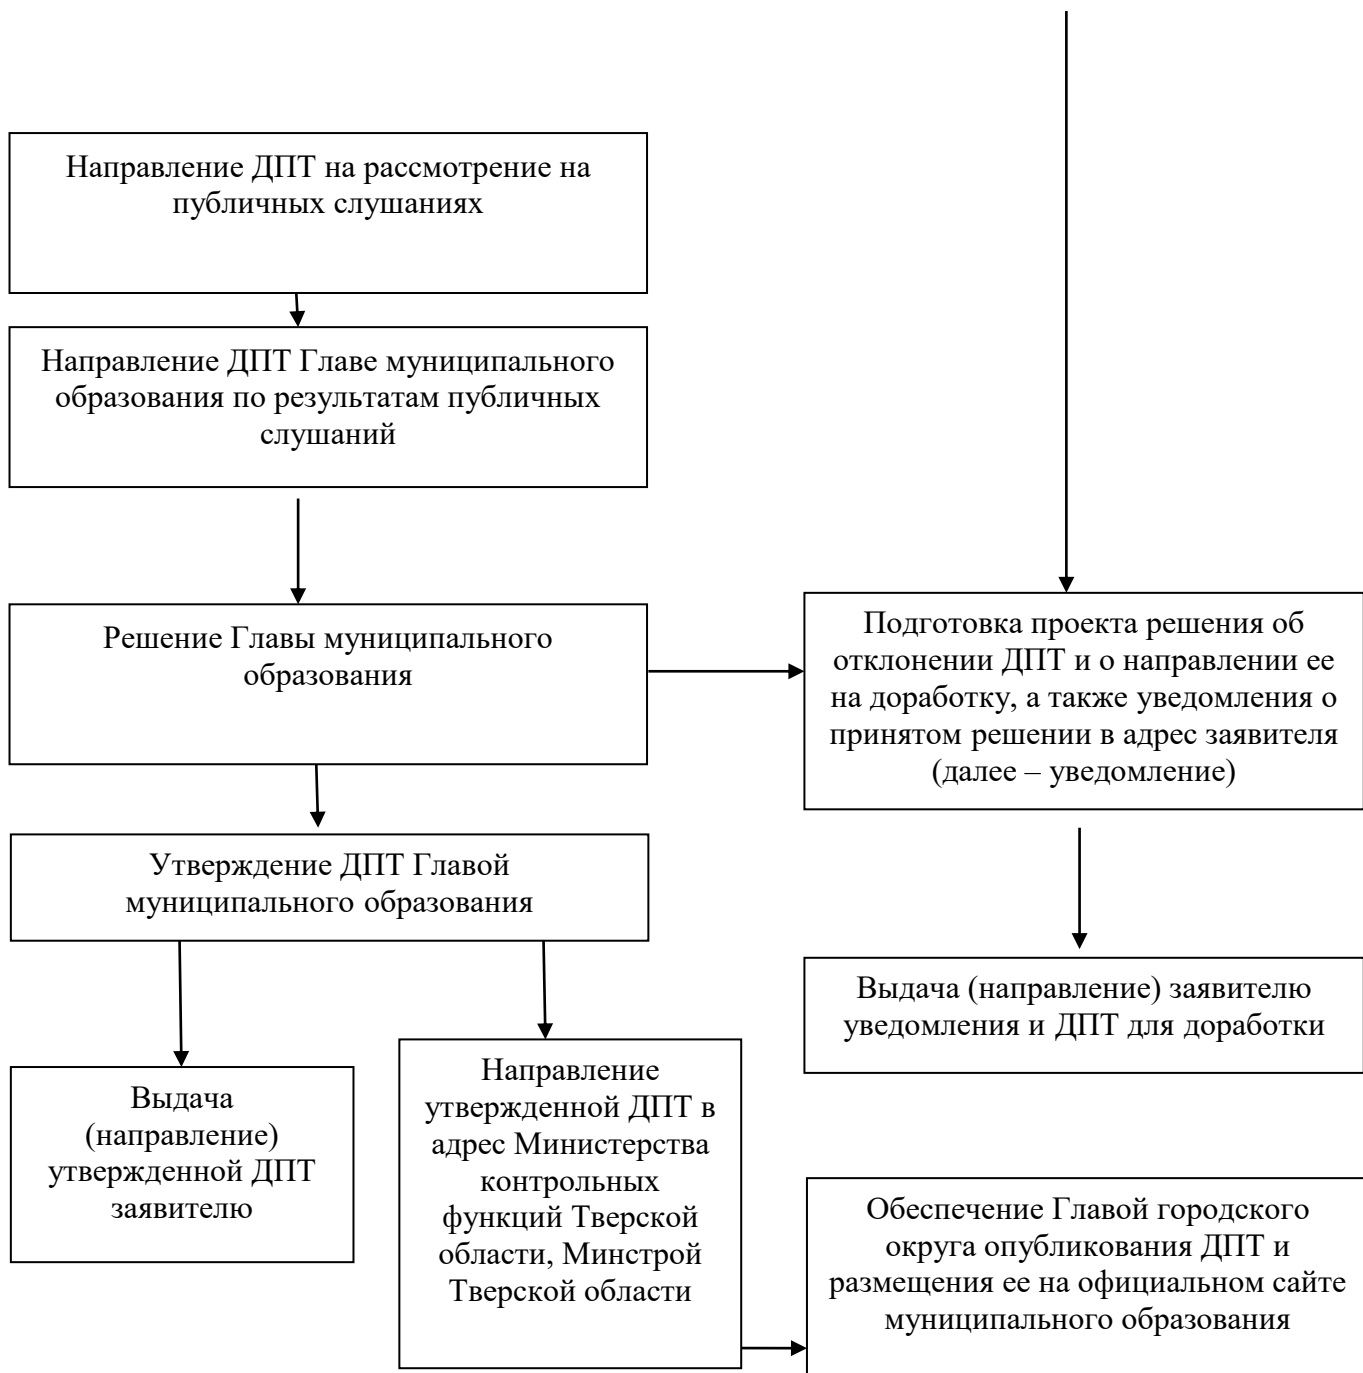 Направление ДПТ на рассмотрение на
публичных слушаниях
Направление ДПТ Главе муниципального
образования по результатам публичных
слушаний
Решение Главы муниципального
образования
Подготовка проекта решения об
отклонении ДПТ и о направлении ее
на доработку, а также уведомления о
принятом решении в адрес заявителя
(далее – уведомление)
Утверждение ДПТ Главой
муниципального образования
Выдача (направление) заявителю
уведомления и ДПТ для доработки
Выдача
(направление)
утвержденной ДПТ
заявителю
Направление
утвержденной ДПТ в
адрес Министерства
контрольных
функций Тверской
области, Минстрой
Тверской области
Обеспечение Главой городского
округа опубликования ДПТ и
размещения ее на официальном сайте
муниципального образования